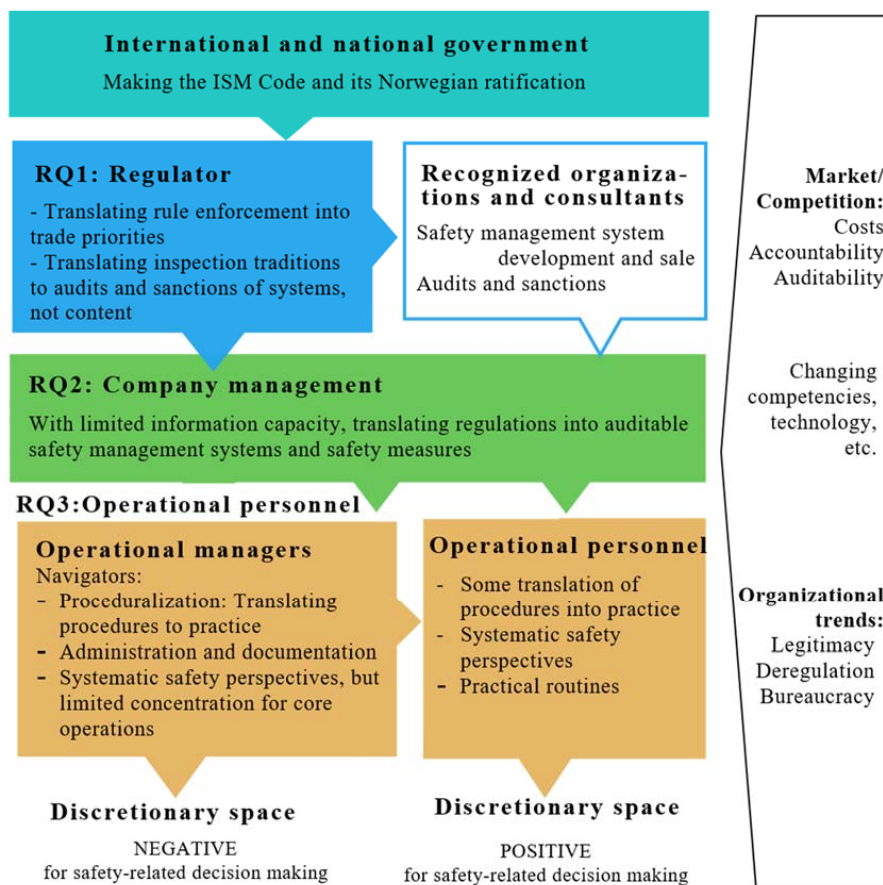 International and national government
Making the ISM Code and its Norwegian ratification
RQ1: Regulator
- Translating rule enforcement into
trade priorities
- Translating inspection traditions
to audits and sanctions of systems,
not content
Recognized organiza-
tions and consultants
Safety management system
development and sale
Audits and sanctions
RQ2: Company management
With limited information capacity, translating regulations into auditable
safety management systems and safety measures
RQ3:Operational personnel
Operational managers
Navigators:
- Proceduralization: Translating
procedures to practice
- Administration and documentation
- Systematic safety perspectives, but
limited concentration for core
operations
Operational personnel
- Some translation of
procedures into practice
- Systematic safety
perspectives
- Practical routines
Discretionary space
NEGATIVE
for safety-related decision making
Discretionary space
POSITIVE
for safety-related decision making
Market/
Competition:
Costs
Accountability
Auditability
Changing
competencies,
technology,
etc.
Organizational
trends:
Legitimacy
Deregulation
Bureaucracy